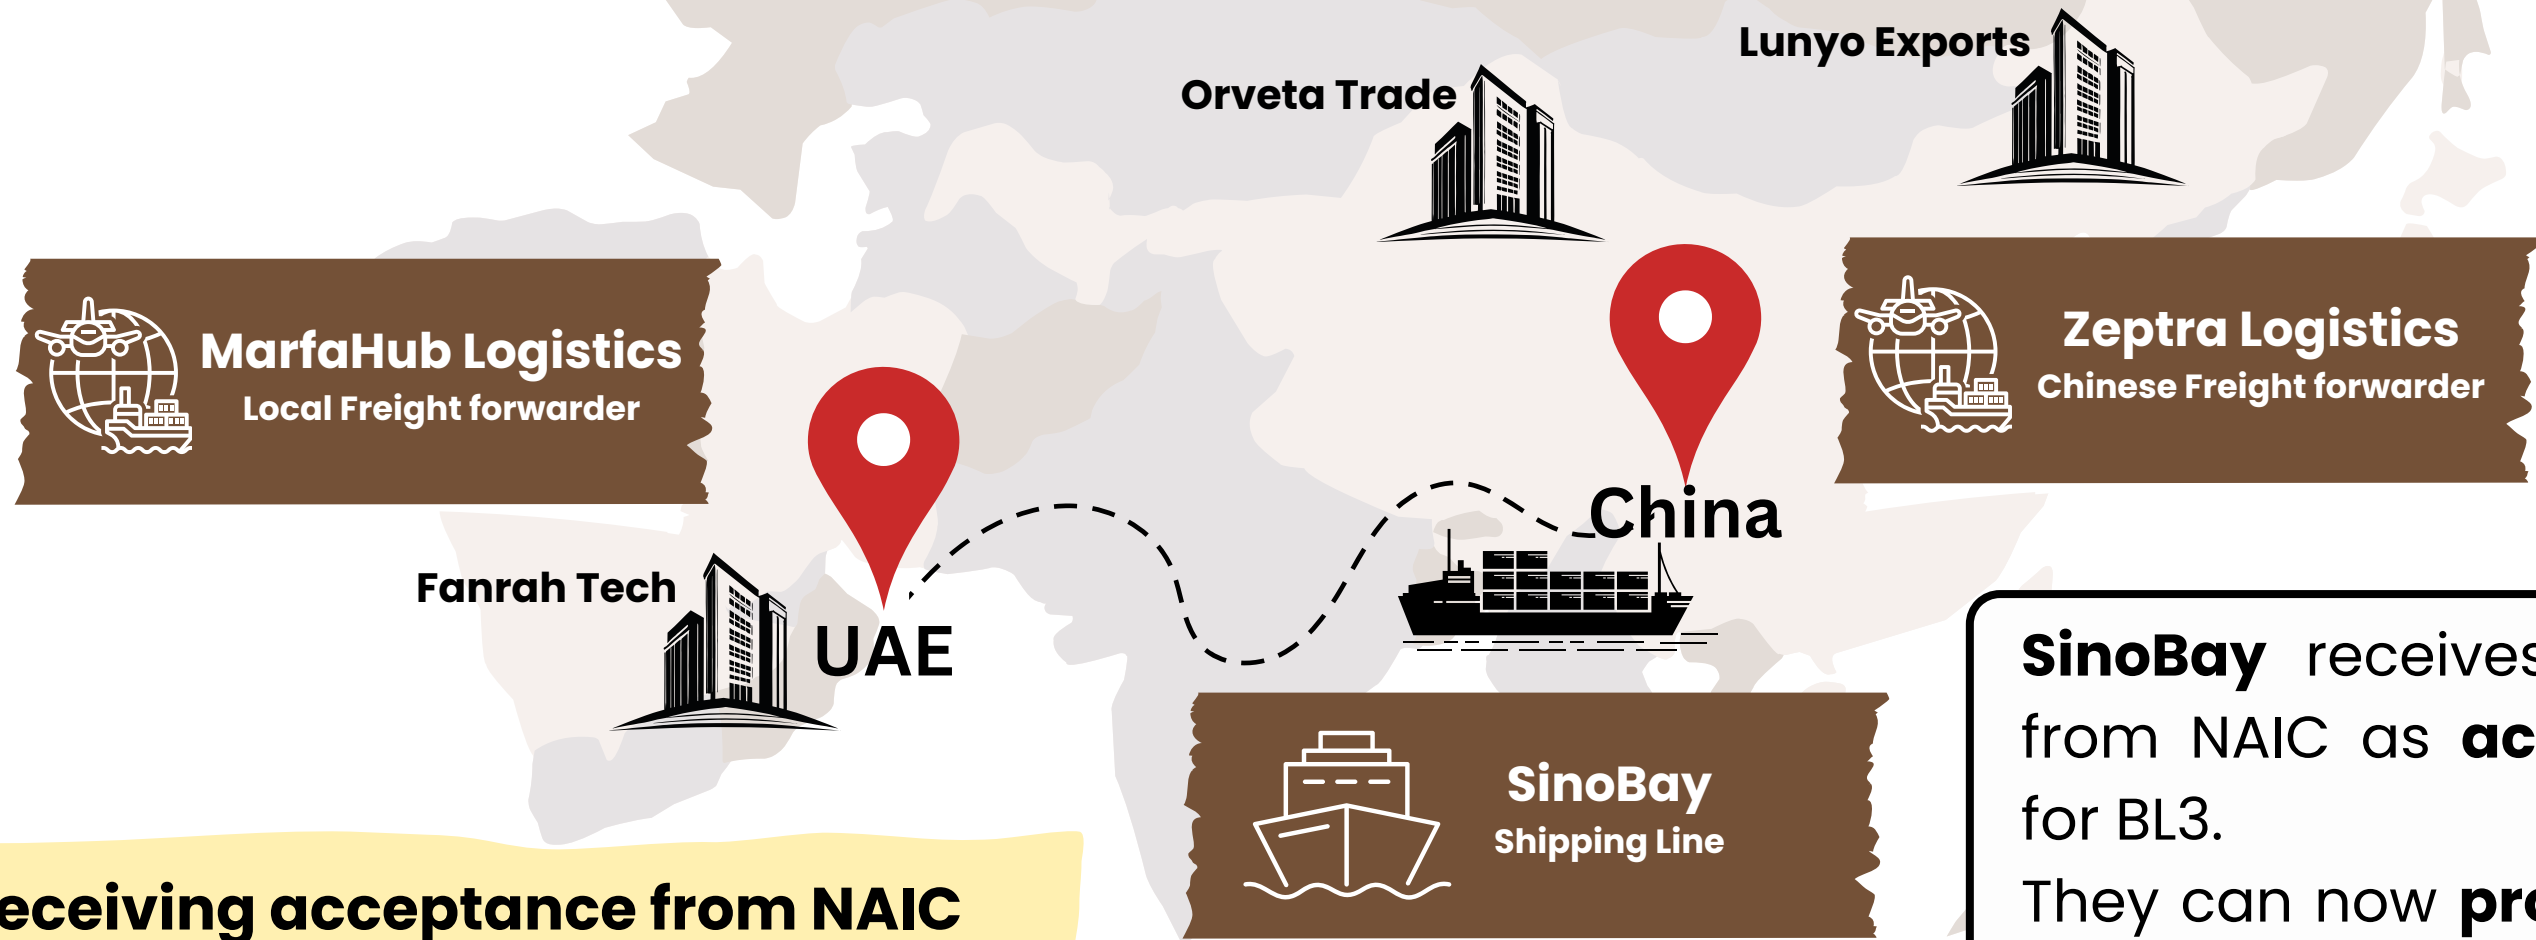 Lunyo Exports
Orveta Trade
MarfaHub Logistics
Local Freight forwarder
Zeptra Logistics
Chinese Freight forwarder
China
Fanrah Tech
UAE
SinoBay
Shipping Line
SinoBay receives
from NAIC as
for BL3.
They can now
eceiving acceptance from NAIC